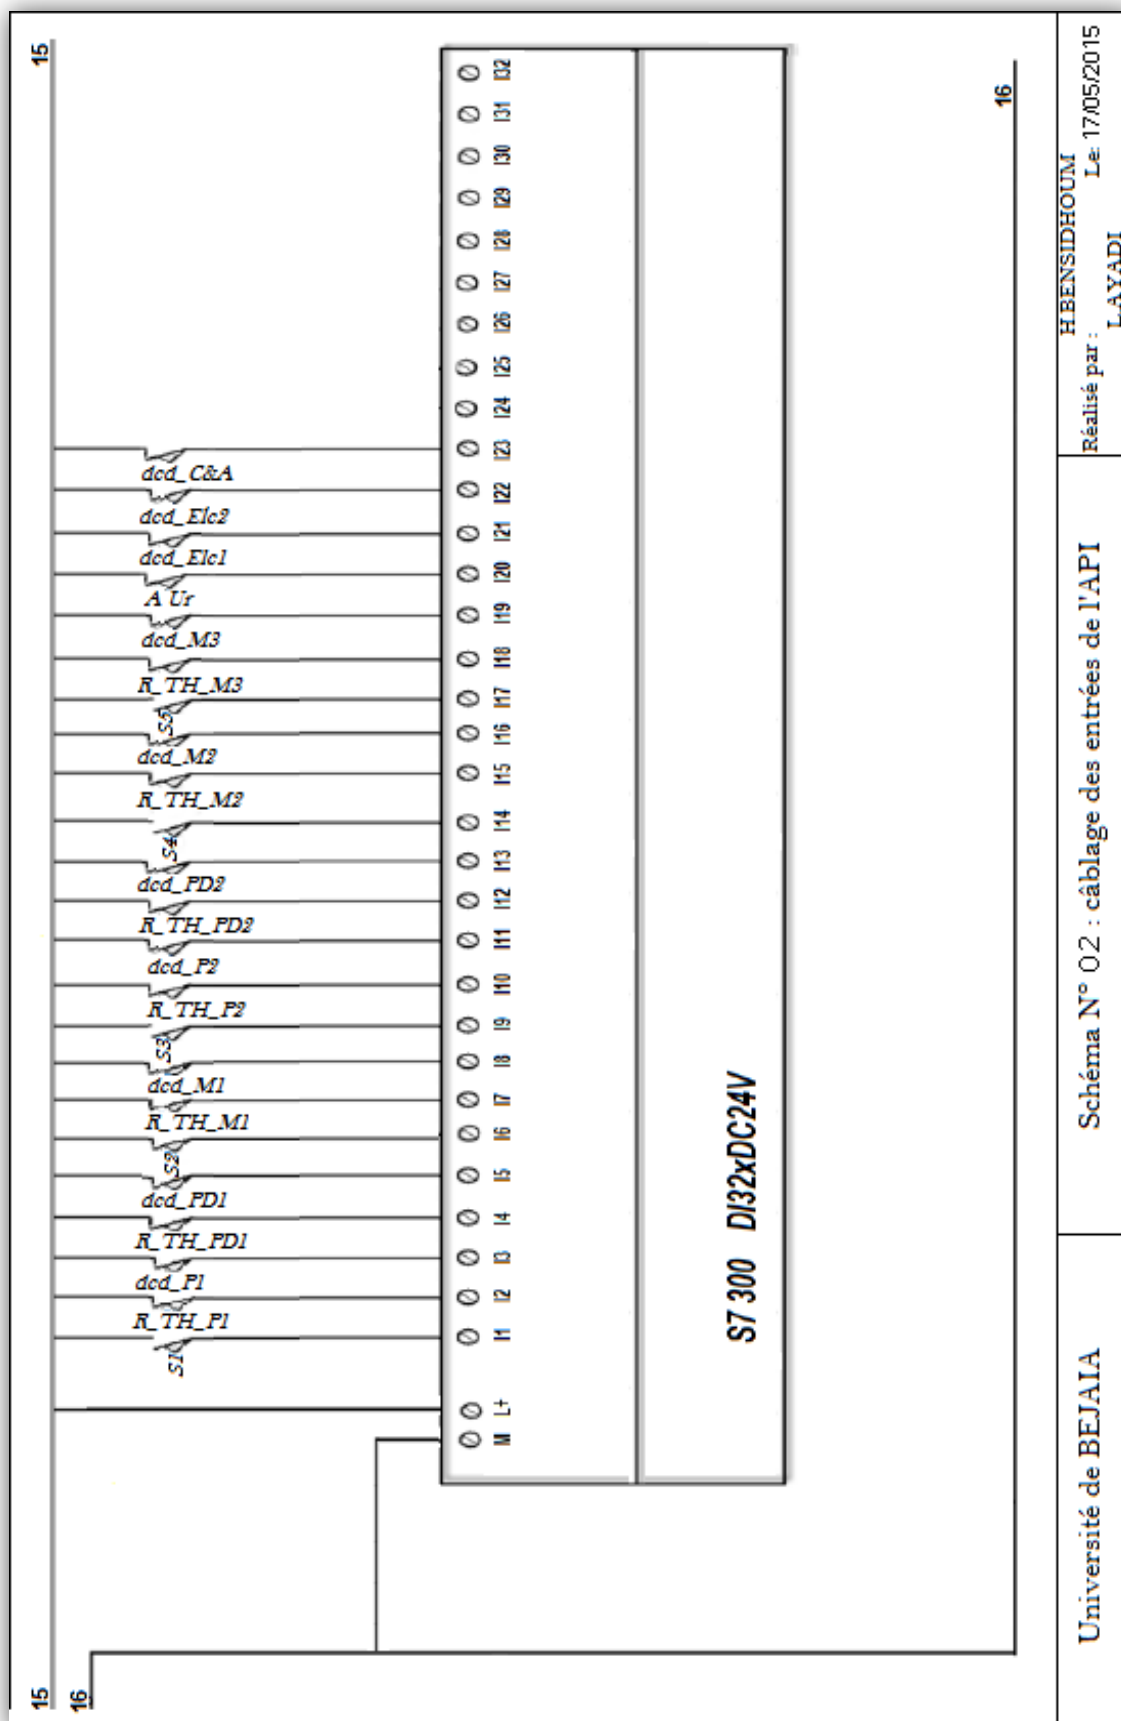 15 15
16
S1
R_TH_P1
dcd_P1
R_TH_PD1
dcd_PD1
S2
R_TH_M1
dcd_M1
S3
R_TH_P2
dcd_P2
R_TH_PD2
dcd_PD2
S4
R_TH_M2
dcd_M2
S5
R_TH_M3
dcd_M3
A Ur
dcd_Elc1
dcd_Elc2
dcd_C&A
M L+ I1 I2 I3 I4 I5 I6 I7 I8 I9 I10 I11 I12 I13 I14 I15 I16 I17 I18 I19 I20 I21 I22 I23 I24 I25 I26 I27 I28 I29 I30 I31 I32
S7 300 DI32xDC24V
16
Université de BEJAIA
Schéma N° 02 : câblage des entrées de l'API
H.BENSIDHOUM
Réalisé par : Le: 17/05/2015
LAYADI